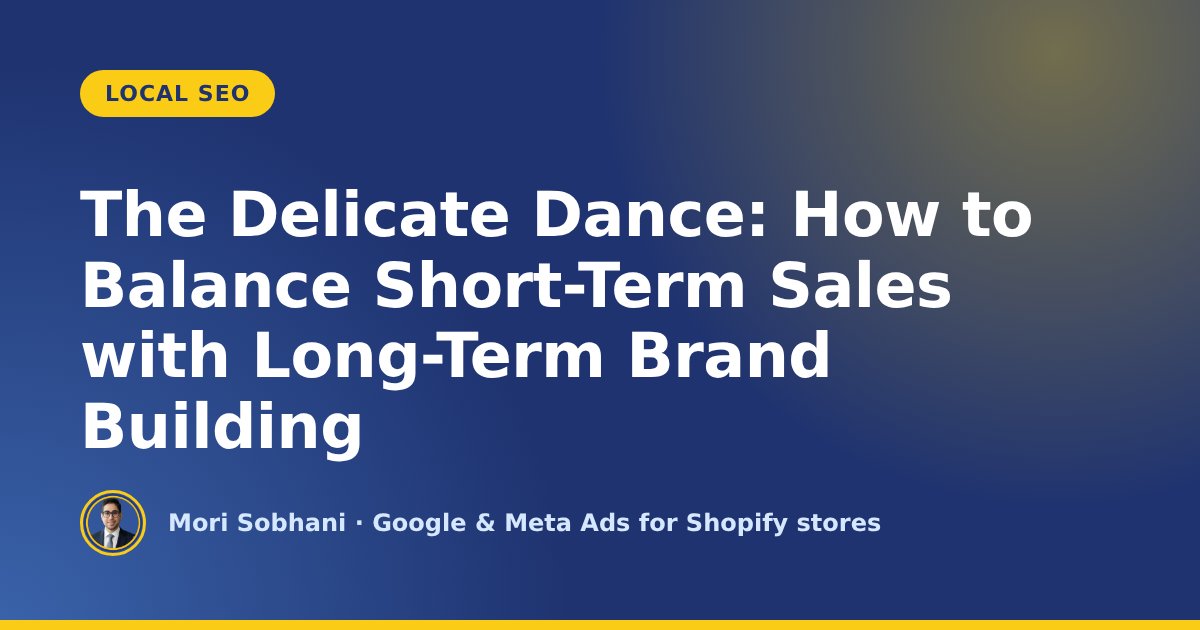 LOCAL SEO
The Delicate Dance: How to
Balance Short-Term Sales
with Long-Term Brand
Building
Mori Sobhani · Google & Meta Ads for Shopify stores